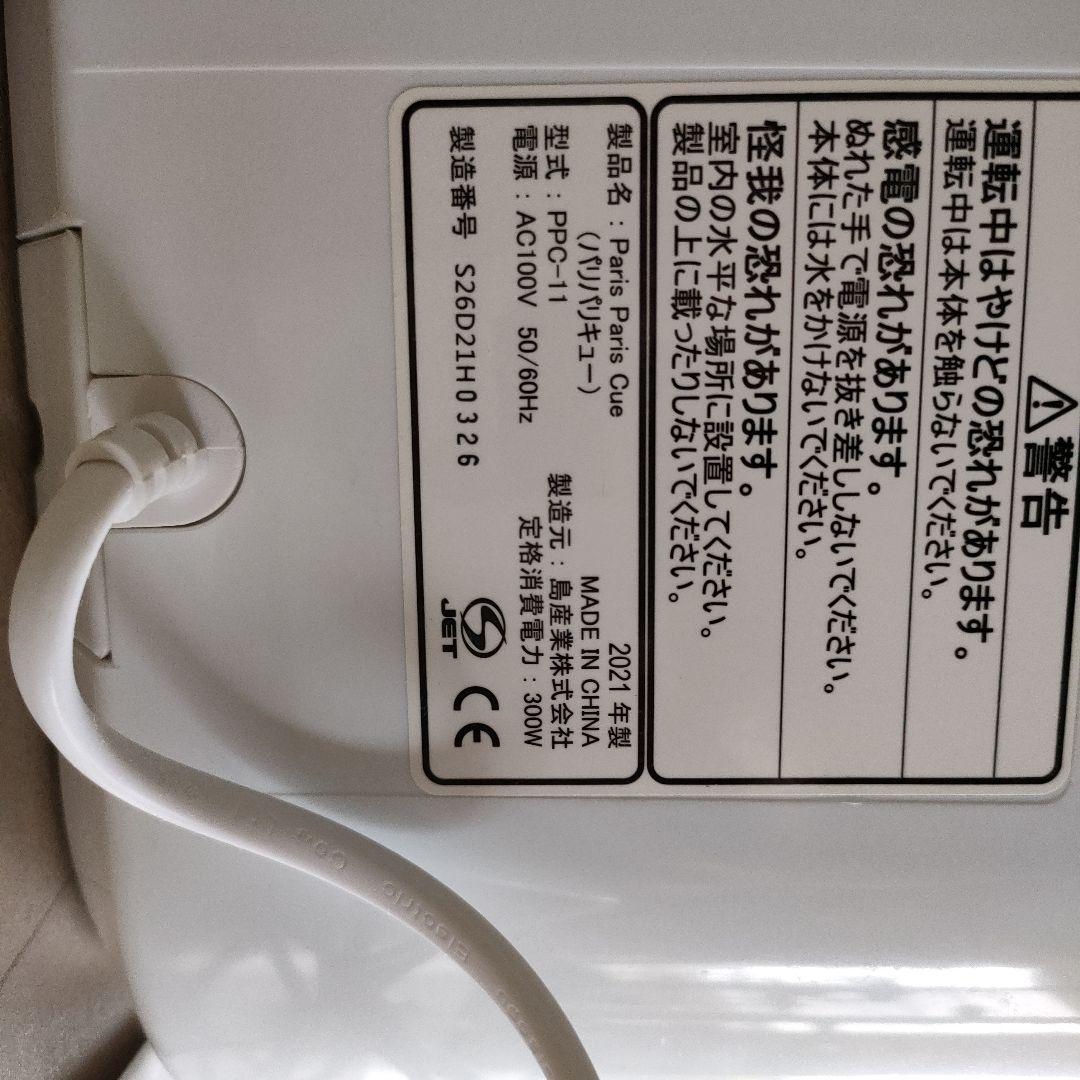 警告
運転中はやけどの恐れがあります。
運転中は本体を触らないでください。
感電の恐れがあります。
ぬれた手で電源を抜き差ししないでください。
本体には水をかけないでください。
怪我の恐れがあります。
室内の水平な場所に設置してください。
製品の上に載ったりしないでください。
製品名：Paris Paris Cue 2021年製
（パリパリキュー） MADE IN CHINA
型式：PPC-11 製造元：島産業株式会社
電源：AC100V 50/60Hz 定格消費電力：300W
製造番号 S26D21H0326
JET CE